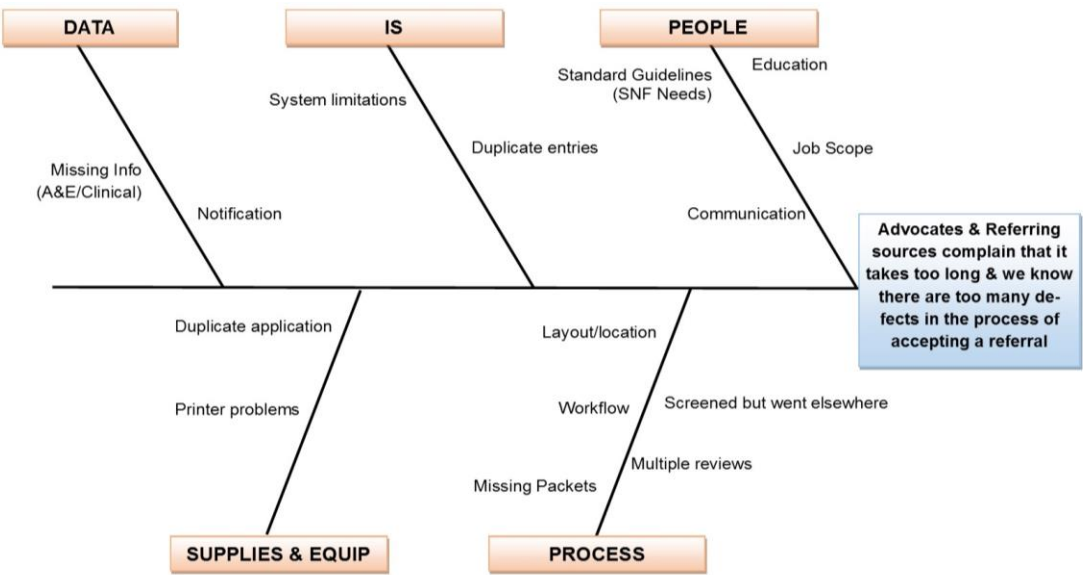 DATA
IS
PEOPLE
Education
Standard Guidelines
(SNF Needs)
System limitations
Duplicate entries
Job Scope
Missing Info
(A&E/Clinical)
Notification
Communication
Advocates & Referring
sources complain that it
takes too long & we know
there are too many de-
fects in the process of
accepting a referral
Duplicate application
Layout/location
Printer problems
Workflow
Screened but went elsewhere
Multiple reviews
Missing Packets
SUPPLIES & EQUIP
PROCESS